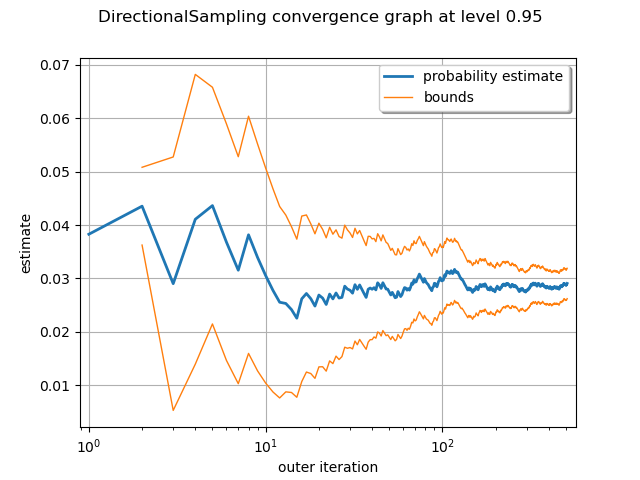 DirectionalSampling convergence graph at level 0.95
0.07
0.06
0.05
0.04
0.03
0.02
0.01
estimate
probability estimate
bounds
10⁰
10¹
10²
outer iteration